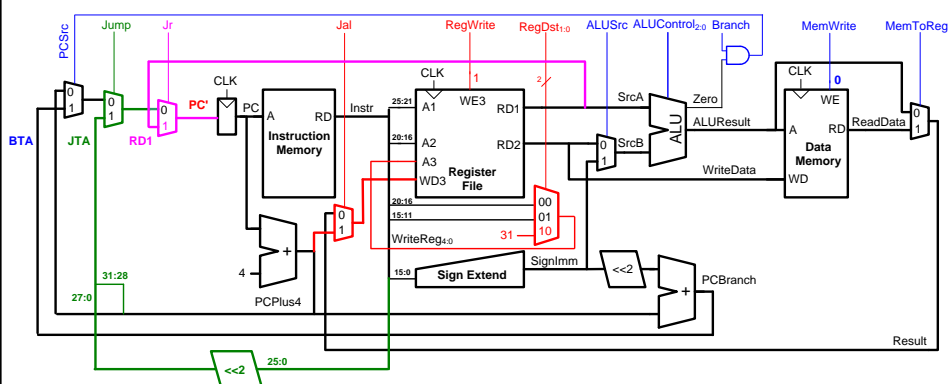 Jump Jr Jal RegWrite RegDst1:0 ALUSrc ALUControl2:0 Branch MemWrite MemToReg
PCSrc
CLK CLK CLK
2 1 0
0 1
0 1
0 1
PC' PC
BTA JTA RD1
A RD
Instruction Memory
Instr
25:21 A1 WE3 RD1
20:16 A2 RD2
A3
WD3
Register File
SrcA
0 1
SrcB
ALU
Zero
ALUResult
A RD
WE
Data Memory
WD
ReadData
0 1
WriteData
20:16
15:11
00
01
10
31
WriteReg4:0
0 1
+
4
PCPlus4
15:0 Sign Extend SignImm
<<2
+
PCBranch
31:28
27:0
Result
<<2 25:0